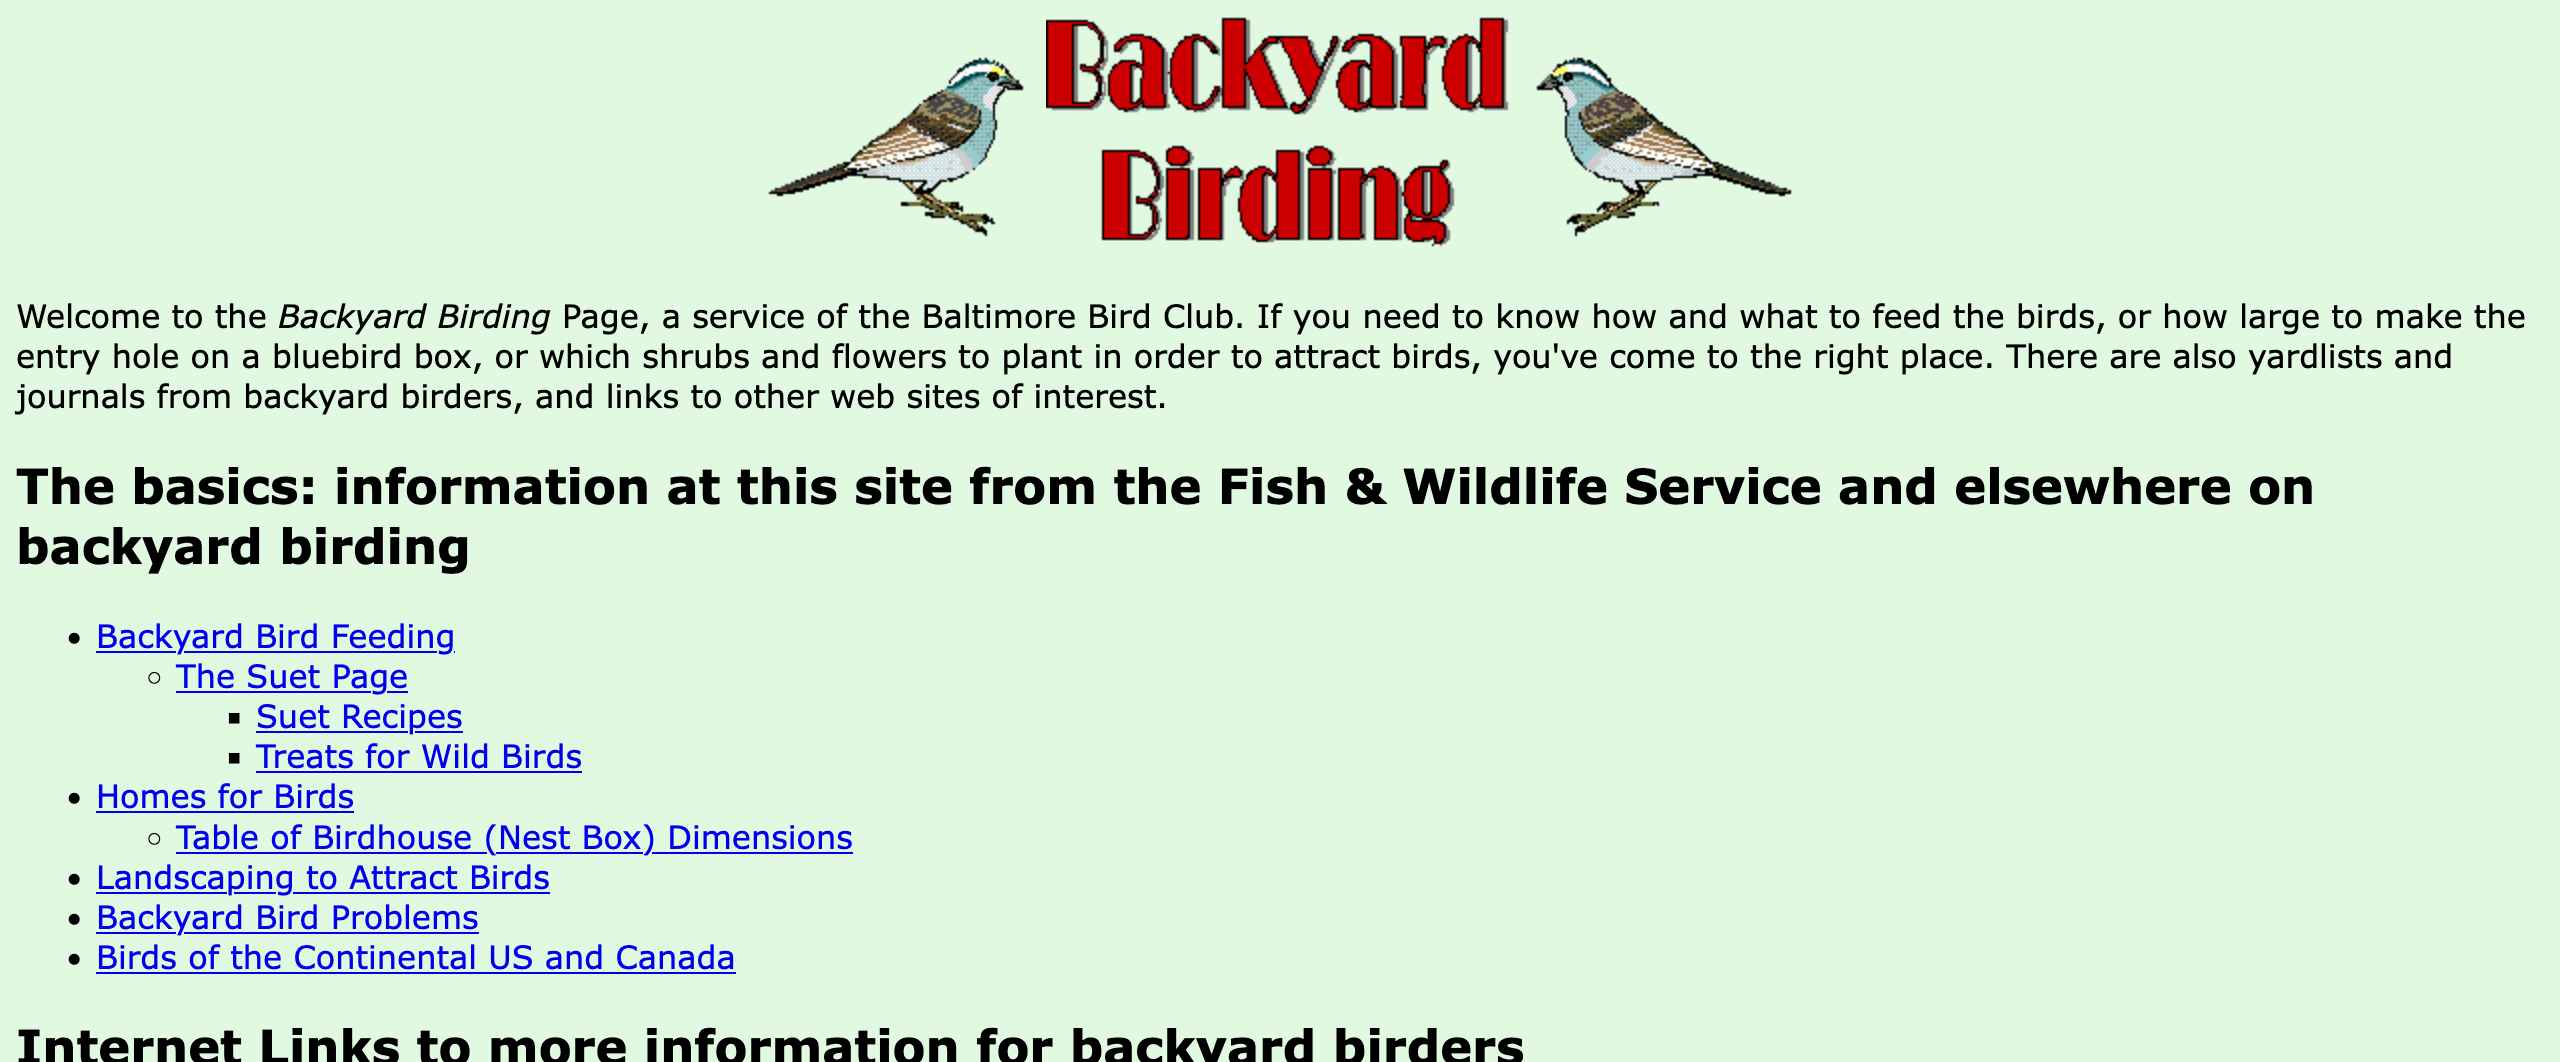 Backyard
Birding
Welcome to the Backyard Birding Page, a service of the Baltimore Bird Club. If you need to know how and what to feed the birds, or how large to make the
entry hole on a bluebird box, or which shrubs and flowers to plant in order to attract birds, you've come to the right place. There are also yardlists and
journals from backyard birders, and links to other web sites of interest.
The basics: information at this site from the Fish & Wildlife Service and elsewhere on
backyard birding
Backyard Bird Feeding
The Suet Page
Suet Recipes
Treats for Wild Birds
Homes for Birds
Table of Birdhouse (Nest Box) Dimensions
Landscaping to Attract Birds
Backyard Bird Problems
Birds of the Continental US and Canada
Internet Links to more information for backyard birders